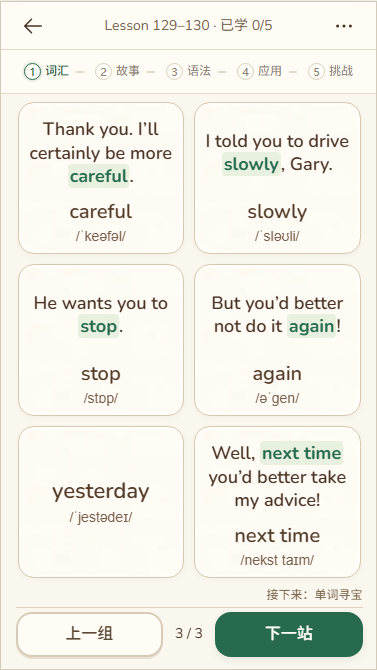 Lesson 129–130 · 已学 0/5
1 词汇 – 2 故事 – 3 语法 – 4 应用 – 5 挑战
Thank you. I’ll
certainly be more
careful.
careful
/ˈkeəfəl/
I told you to drive
slowly, Gary.
slowly
/ˈsləʊli/
He wants you to
stop.
stop
/stɒp/
But you’d better
not do it again!
again
/əˈɡen/
yesterday
/ˈjestədeɪ/
Well, next time
you’d better take
my advice!
next time
/nekst taɪm/
接下来：单词寻宝
上一组
3 / 3
下一站